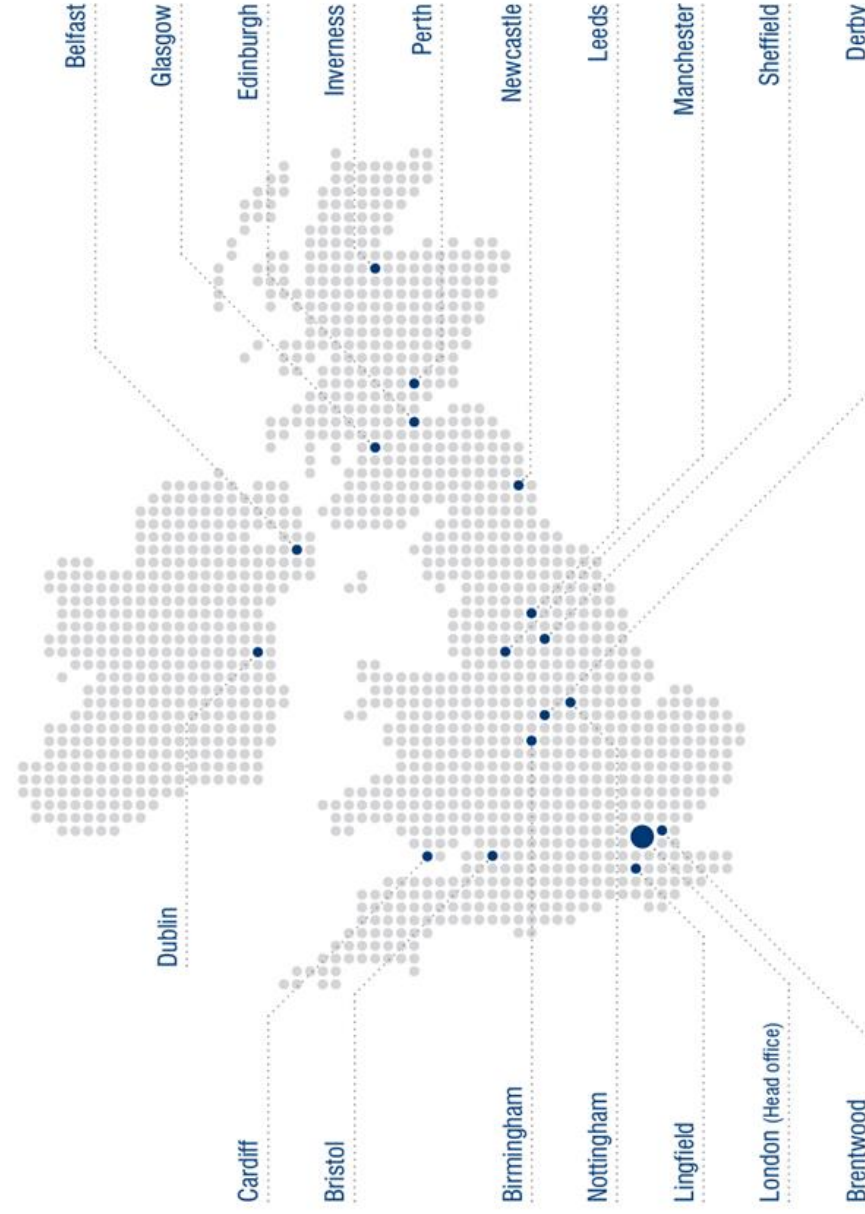 Belfast
Glasgow
Edinburgh
Inverness
Perth
Newcastle
Leeds
Manchester
Sheffield
Derby
Dublin
Cardiff
Bristol
Birmingham
Nottingham
Lingfield
London (Head office)
Brentwood